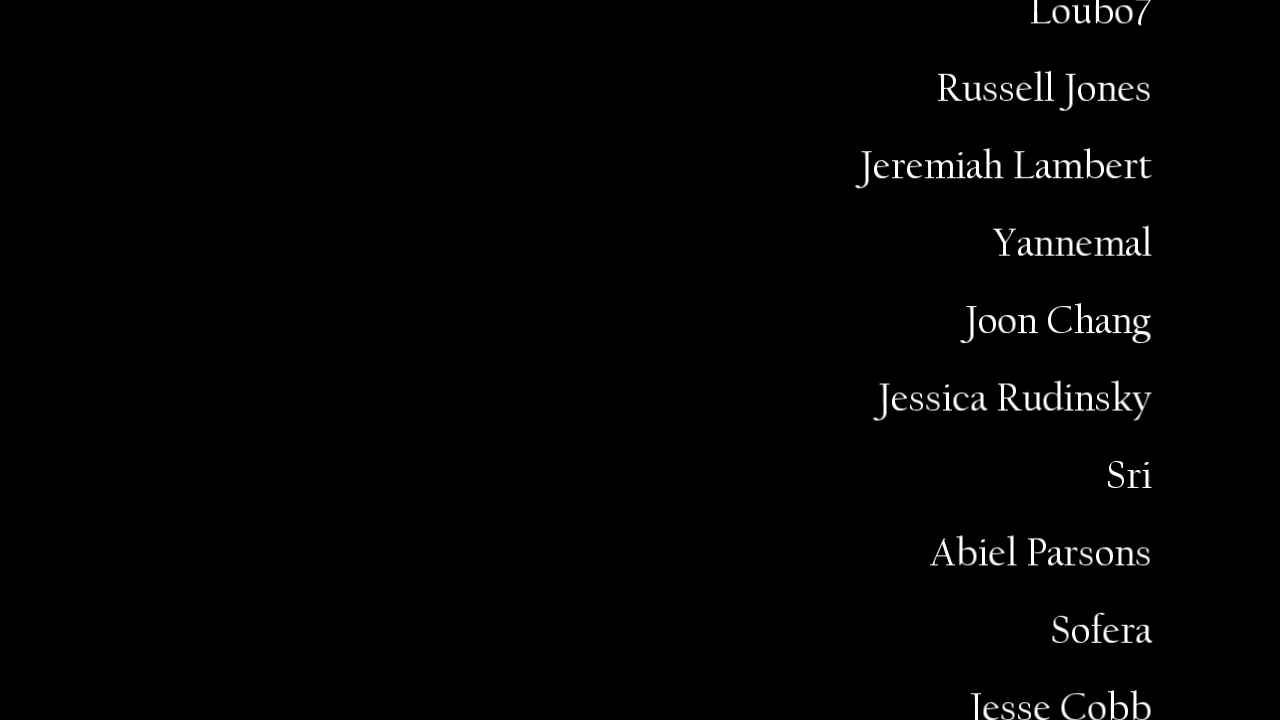 Loubo7
Russell Jones
Jeremiah Lambert
Yannemal
Joon Chang
Jessica Rudinsky
Sri
Abiel Parsons
Sofera
Jesse Cobb